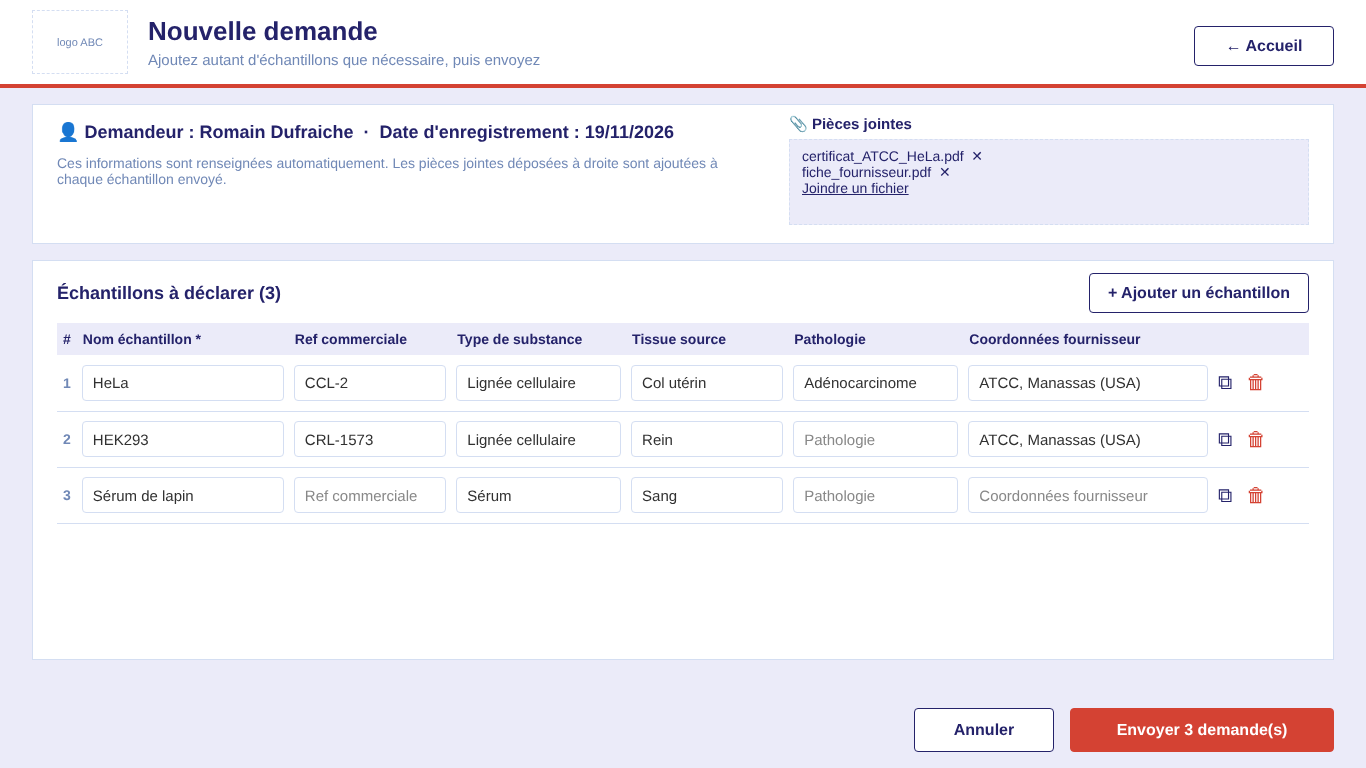 logo ABC
Nouvelle demande
Ajoutez autant d'échantillons que nécessaire, puis envoyez
← Accueil
👤 Demandeur : Romain Dufraiche · Date d'enregistrement : 19/11/2026
Ces informations sont renseignées automatiquement. Les pièces jointes déposées à droite sont ajoutées à
chaque échantillon envoyé.
📎 Pièces jointes
certificat_ATCC_HeLa.pdf ✕
fiche_fournisseur.pdf ✕
Joindre un fichier
Échantillons à déclarer (3)
+ Ajouter un échantillon
# Nom échantillon * Ref commerciale Type de substance Tissue source Pathologie Coordonnées fournisseur
1 HeLa CCL-2 Lignée cellulaire Col utérin Adénocarcinome ATCC, Manassas (USA)
2 HEK293 CRL-1573 Lignée cellulaire Rein Pathologie ATCC, Manassas (USA)
3 Sérum de lapin Ref commerciale Sérum Sang Pathologie Coordonnées fournisseur
Annuler
Envoyer 3 demande(s)